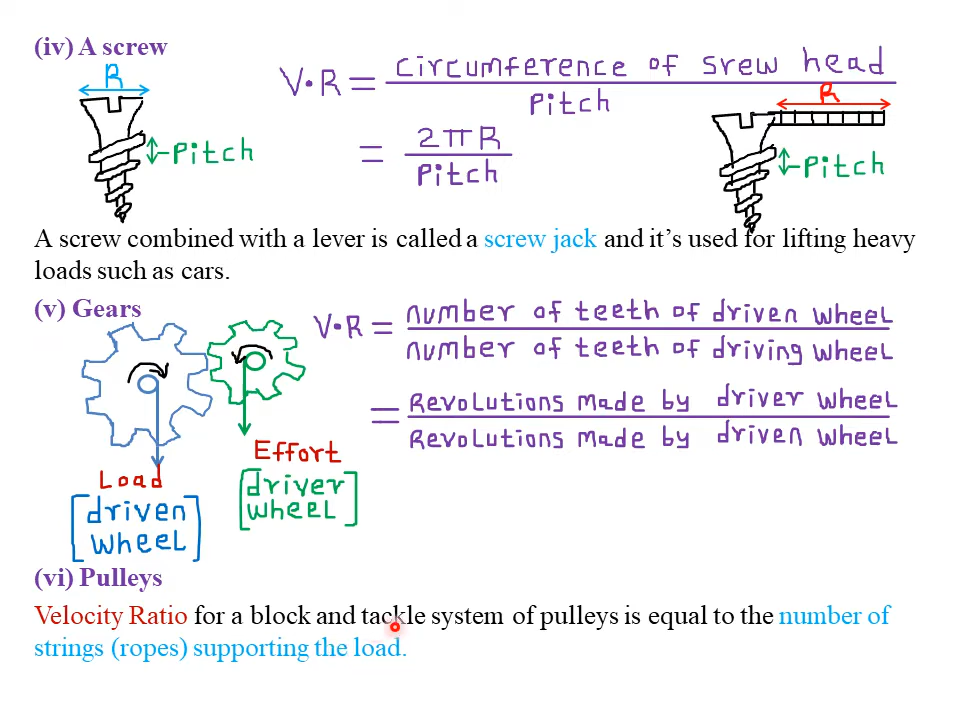 (iv) A screw
R
V·R = circumference of srew head
Pitch
R
= 2πR
Pitch
Pitch
Pitch
A screw combined with a lever is called a screw jack and it's used for lifting heavy
loads such as cars.
(v) Gears
V·R = number of teeth of driven wheel
number of teeth of driving wheel
= Revolutions made by driver wheel
Revolutions made by driven wheel
Effort
[driver
wheel]
Load
[driven
wheel]
(vi) Pulleys
Velocity Ratio for a block and tackle system of pulleys is equal to the number of
strings (ropes) supporting the load.